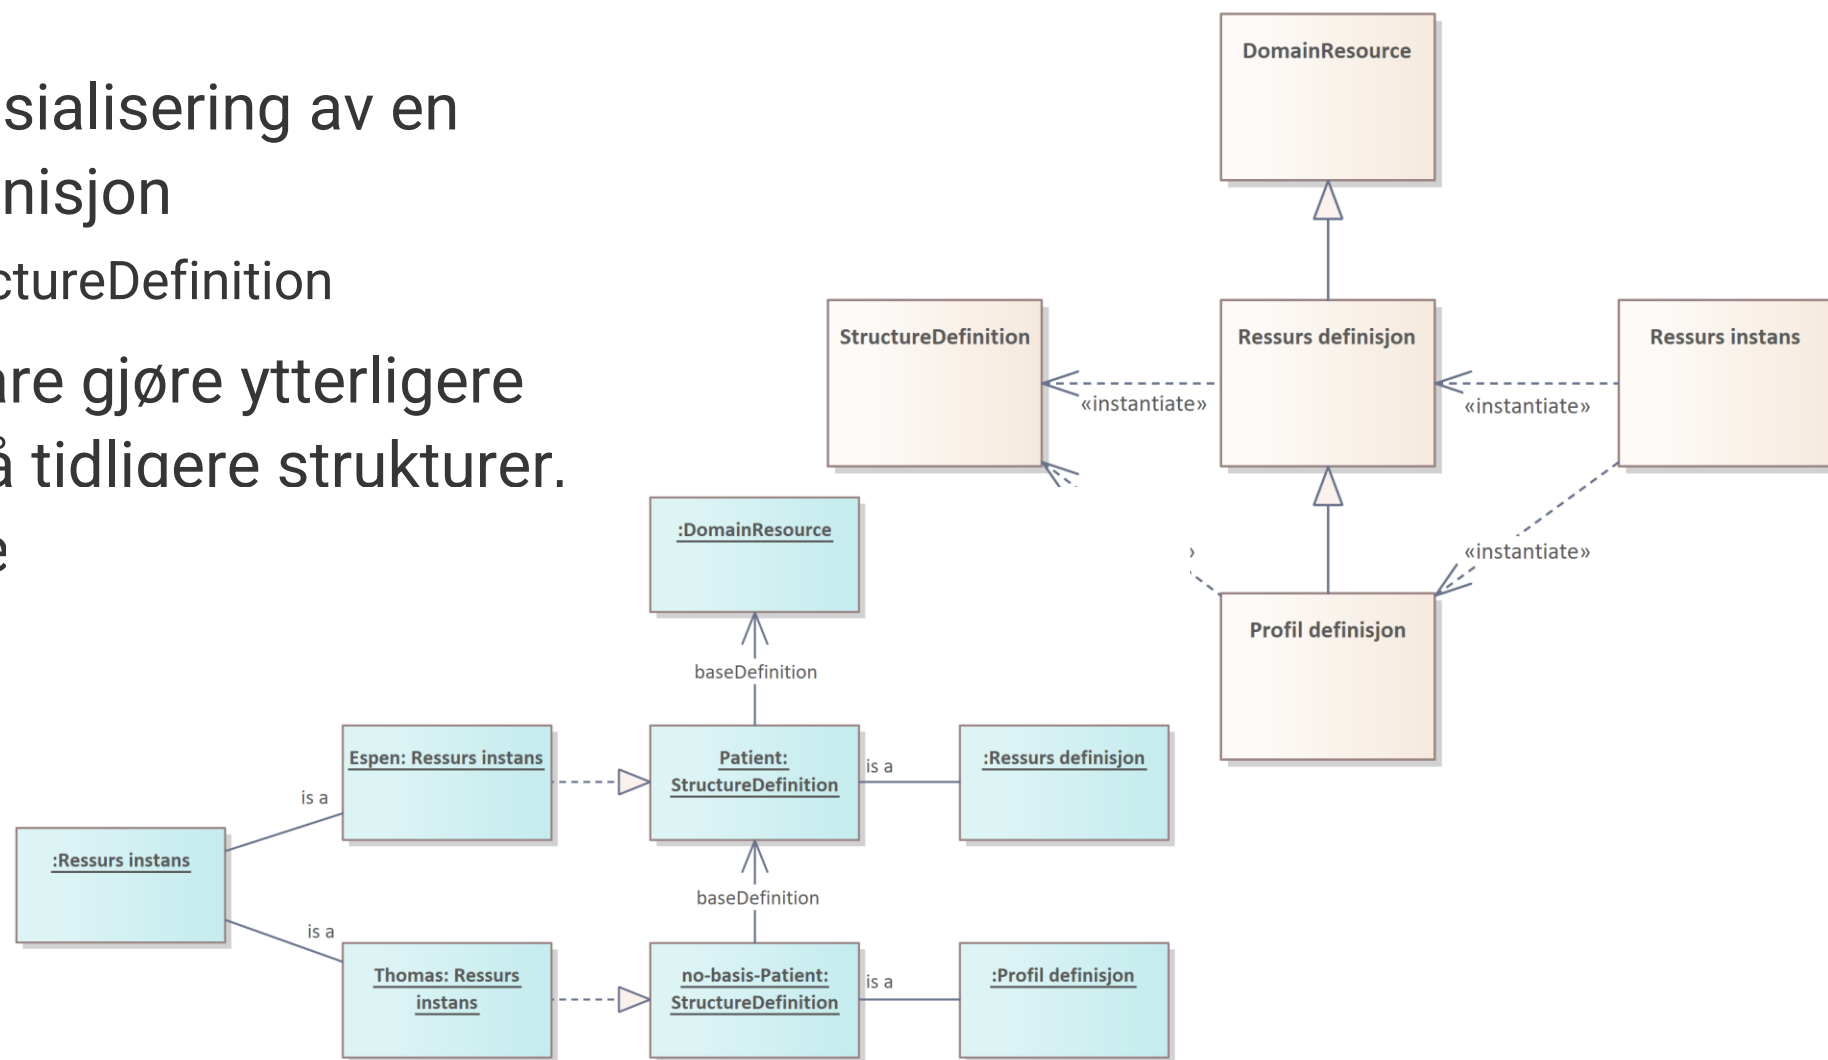 sialisering av en
nisjon
ctureDefinition
are gjøre ytterligere
å tidligere strukturer.
e
DomainResource
StructureDefinition
Ressurs definisjon
Ressurs instans
«instantiate»
«instantiate»
»
«instantiate»
Profil definisjon
:DomainResource
baseDefinition
Espen: Ressurs instans
Patient:
StructureDefinition
is a
:Ressurs definisjon
is a
:Ressurs instans
baseDefinition
is a
Thomas: Ressurs
instans
no-basis-Patient:
StructureDefinition
is a
:Profil definisjon